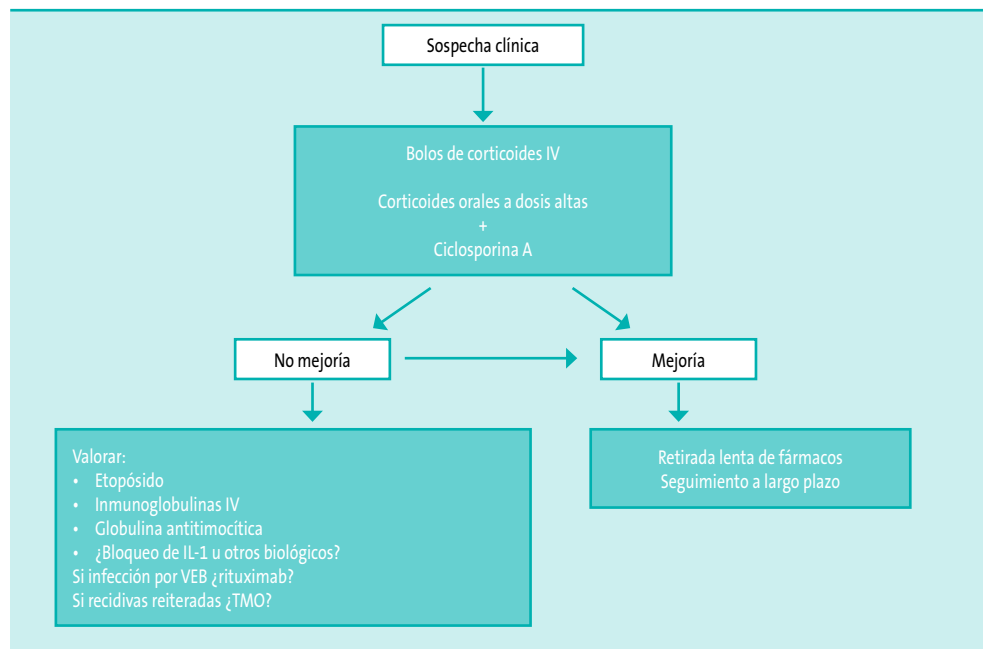 Sospecha clínica
Bolos de corticoides IV
Corticoides orales a dosis altas
+
Ciclosporina A
No mejoría
Mejoría
Valorar:
• Etopósido
• Inmunoglobulinas IV
• Globulina antitimocítica
• ¿Bloqueo de IL-1 u otros biológicos?
Si infección por VEB ¿rituximab?
Si recidivas reiteradas ¿TMO?
Retirada lenta de fármacos
Seguimiento a largo plazo